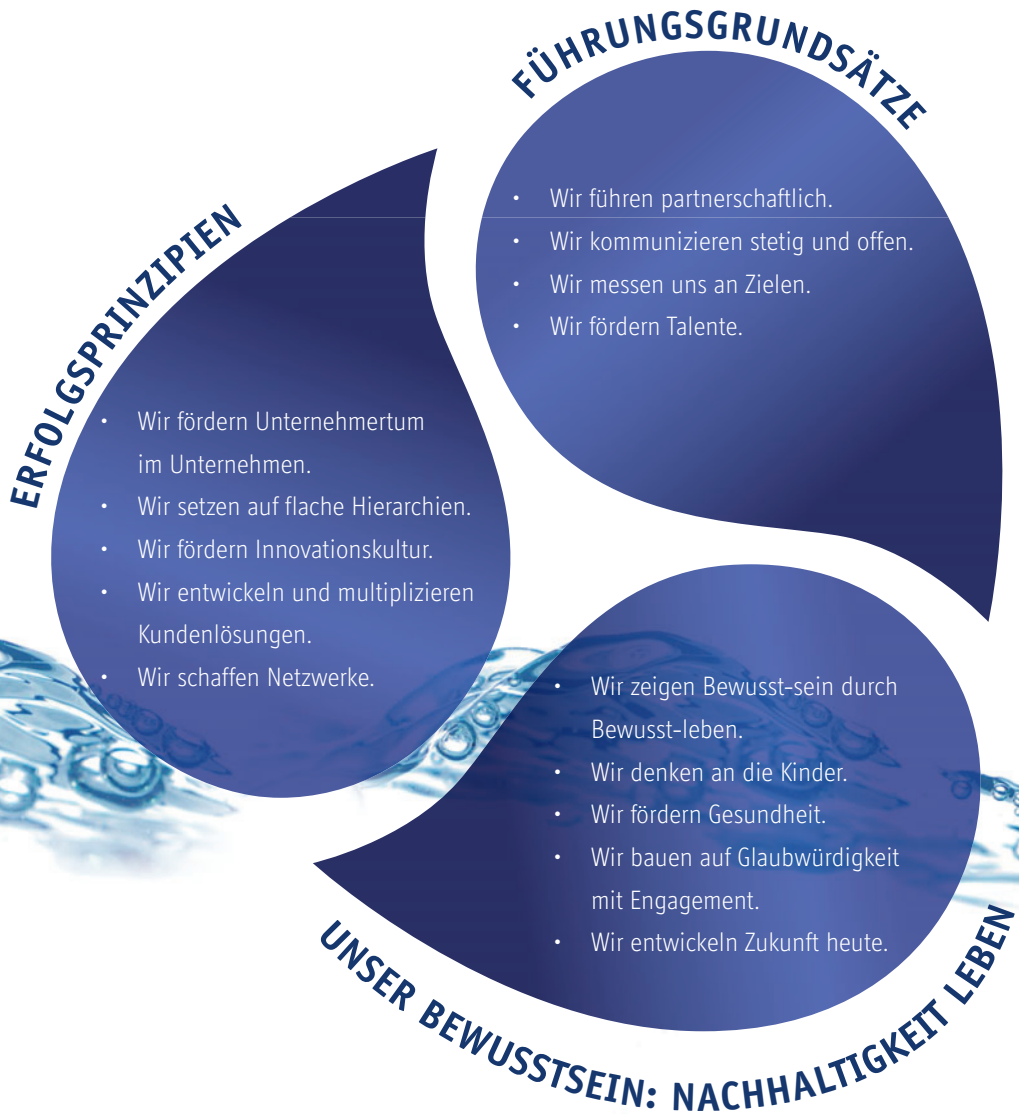 FÜHRUNGSGRUNDSÄTZE
• Wir führen partnerschaftlich.
• Wir kommunizieren stetig und offen.
• Wir messen uns an Zielen.
• Wir fördern Talente.
ERFOLGSPRINZIPIEN
• Wir fördern Unternehmertum
im Unternehmen.
• Wir setzen auf flache Hierarchien.
• Wir fördern Innovationskultur.
• Wir entwickeln und multiplizieren
Kundenlösungen.
• Wir schaffen Netzwerke.
• Wir zeigen Bewusst-sein durch
Bewusst-leben.
• Wir denken an die Kinder.
• Wir fördern Gesundheit.
• Wir bauen auf Glaubwürdigkeit
mit Engagement.
• Wir entwickeln Zukunft heute.
UNSER BEWUSSTSEIN: NACHHALTIGKEIT LEBEN